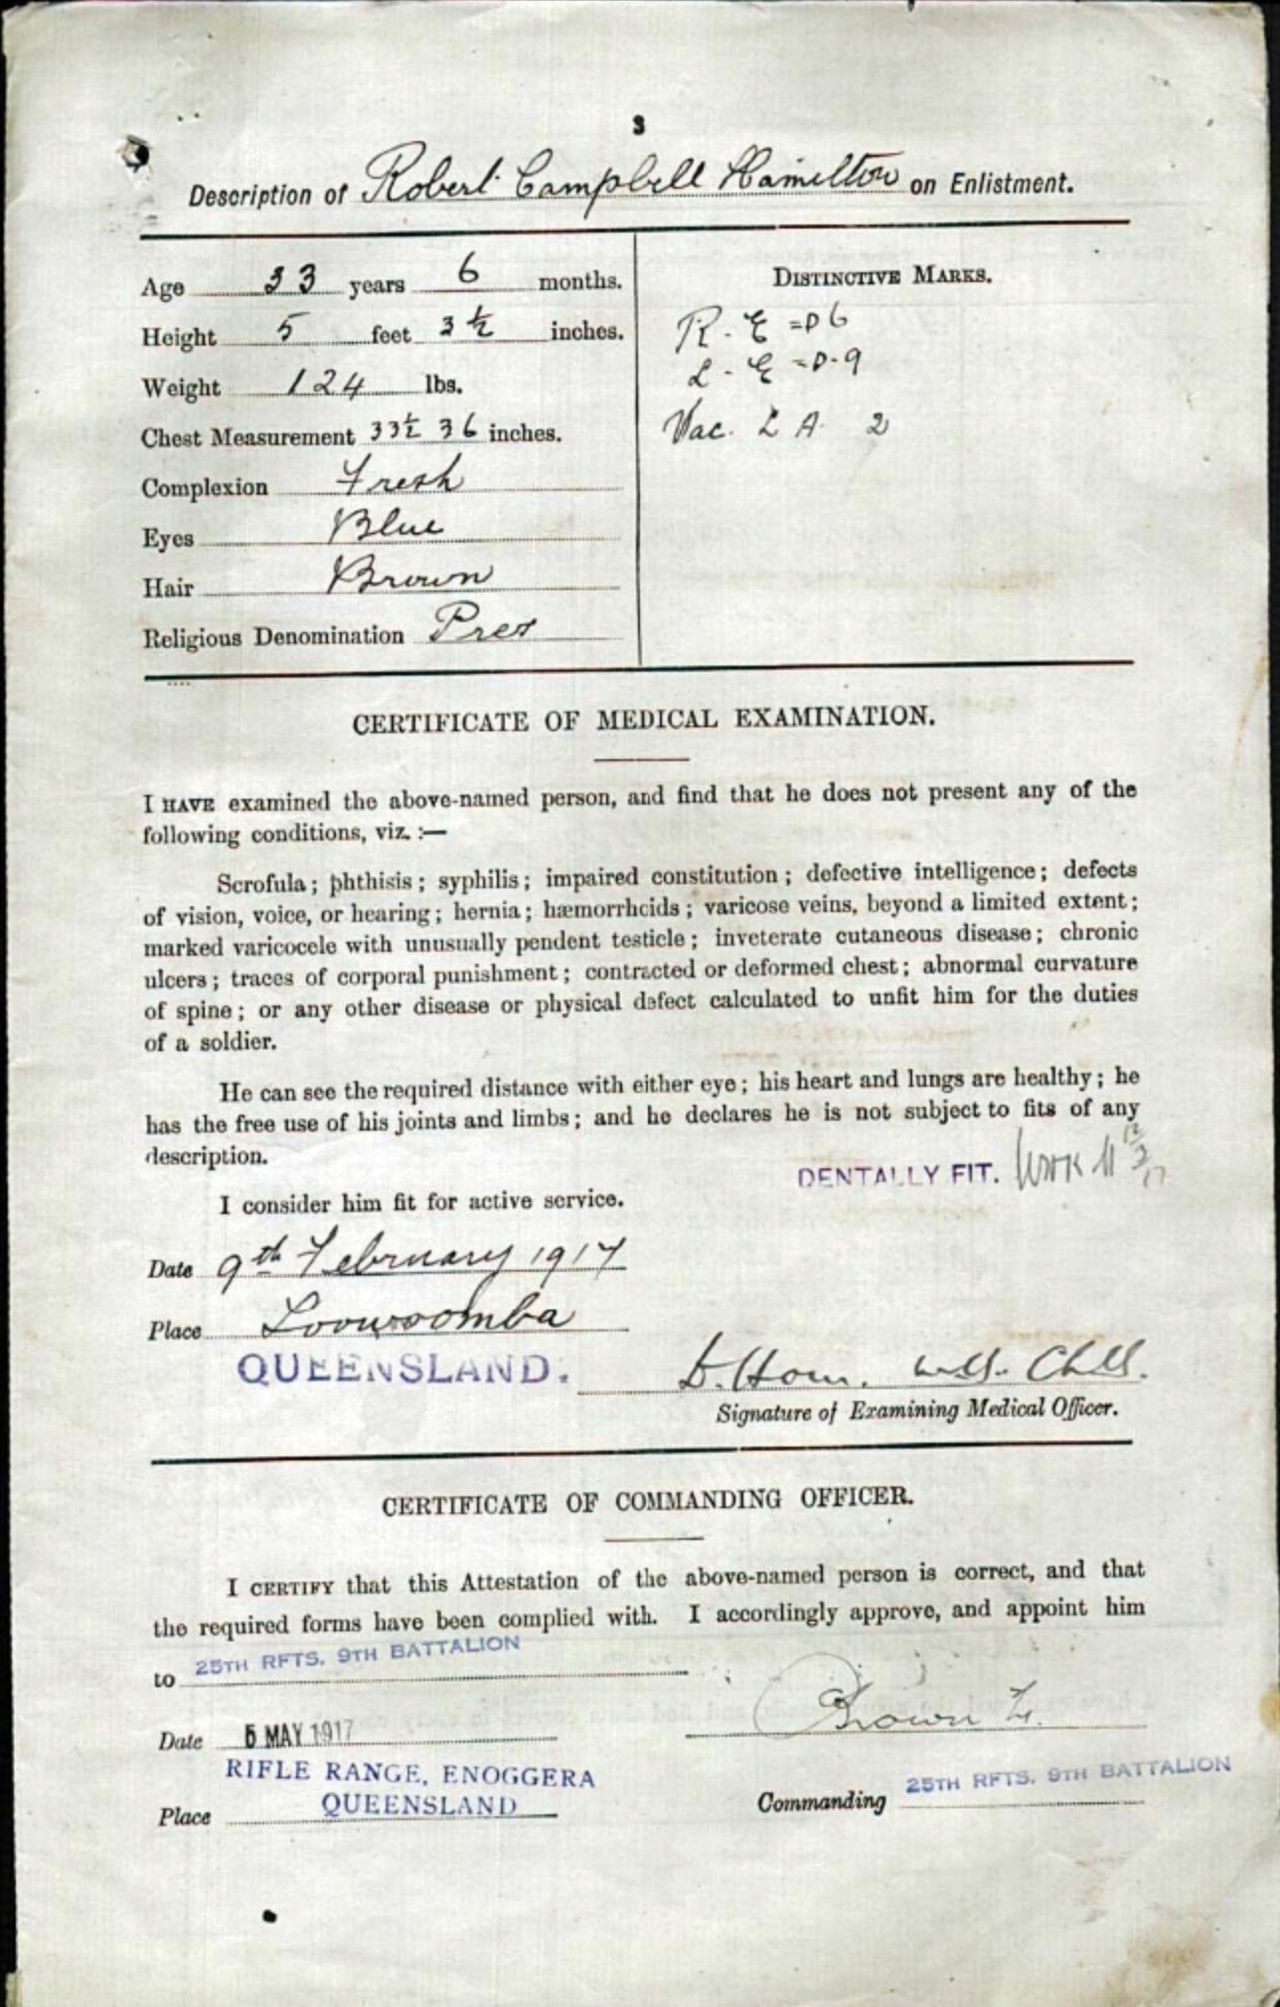 3
Description of Robert Campbell Hamilton on Enlistment.
Age 33 years 6 months.
Height 5 feet 3 ½ inches.
Weight 124 lbs.
Chest Measurement 33½ 36 inches.
Complexion Fresh
Eyes Blue
Hair Brown
Religious Denomination Pres
DISTINCTIVE MARKS.
R. E = D 6
L - E = D - 9
Vac. L A 2
CERTIFICATE OF MEDICAL EXAMINATION.
I HAVE examined the above-named person, and find that he does not present any of the
following conditions, viz. :—
Scrofula ; phthisis ; syphilis ; impaired constitution ; defective intelligence ; defects
of vision, voice, or hearing ; hernia ; hæmorrhoids ; varicose veins, beyond a limited extent ;
marked varicocele with unusually pendent testicle ; inveterate cutaneous disease ; chronic
ulcers ; traces of corporal punishment ; contracted or deformed chest ; abnormal curvature
of spine ; or any other disease or physical defect calculated to unfit him for the duties
of a soldier.
He can see the required distance with either eye ; his heart and lungs are healthy ; he
has the free use of his joints and limbs ; and he declares he is not subject to fits of any
description.
DENTALLY FIT.
I consider him fit for active service.
Date 9th February 1917
Place Toowoomba
QUEENSLAND.
Signature of Examining Medical Officer.
CERTIFICATE OF COMMANDING OFFICER.
I CERTIFY that this Attestation of the above-named person is correct, and that
the required forms have been complied with. I accordingly approve, and appoint him
to 25TH RFTS. 9TH BATTALION
Brown Lt.
Date 5 MAY 1917
RIFLE RANGE, ENOGGERA
Place QUEENSLAND
Commanding 25TH RFTS. 9TH BATTALION